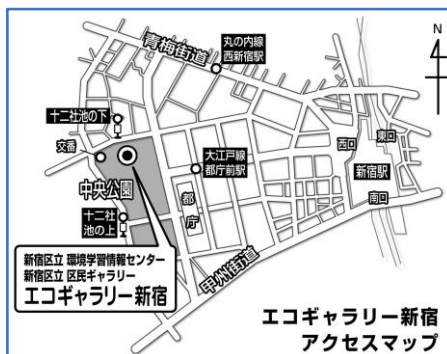 N
青梅街道
丸の内線
西新宿駅
十二社池の下
交番
大江戸線
都庁前駅
西口
東口
新宿駅
中央公園
都庁
南口
十二社
池の上
甲州街道
新宿区立 環境学習情報センター
新宿区立 区民ギャラリー
エコギャラリー新宿
エコギャラリー新宿
アクセスマップ